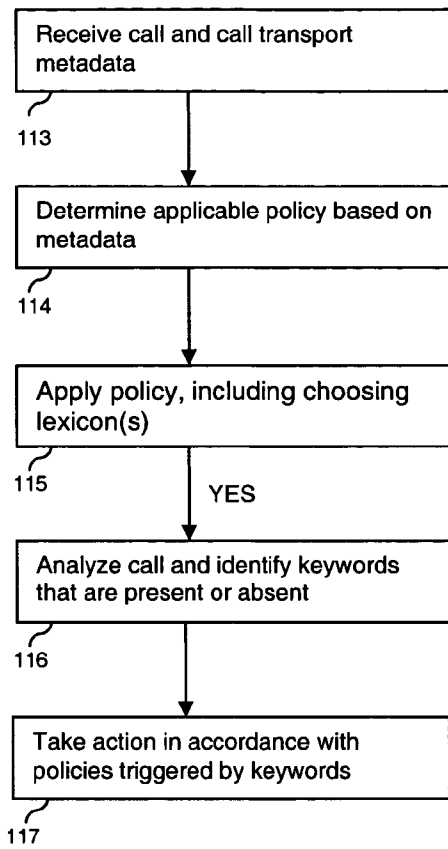 Receive call and call transport
metadata
113
Determine applicable policy based on
metadata
114
Apply policy, including choosing
lexicon(s)
115
YES
Analyze call and identify keywords
that are present or absent
116
Take action in accordance with
policies triggered by keywords
117